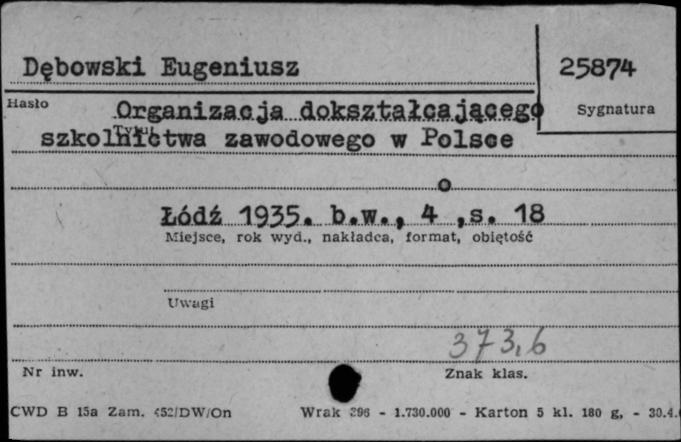 Dębowski Eugeniusz
25874
Hasło
Sygnatura
Organizacja dokształcającego
Tytuł
szkolnictwa zawodowego w Polsce
Łódź 1935. b.w., 4°, s. 18
Miejsce, rok wyd., nakładca, format, objętość
Uwagi
373,6
Nr inw.
Znak klas.
CWD B 15a Zam. 452/DW/On
Wrak 396 - 1.730.000 - Karton 5 kl. 180 g, - 30.4.